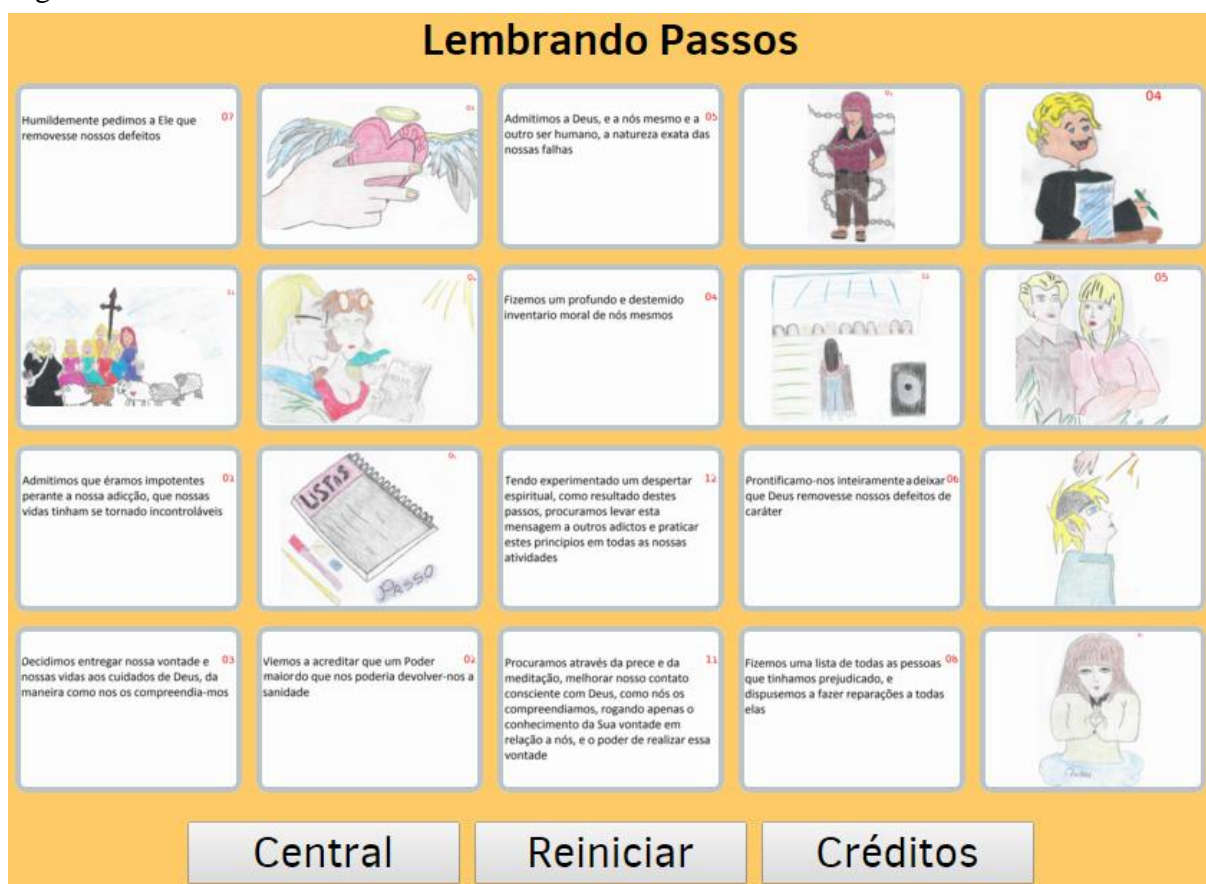 Lembrando Passos
Humildemente pedimos a Ele que 07
removesse nossos defeitos
Admitimos a Deus, e a nós mesmo e a 05
outro ser humano, a natureza exata das
nossas falhas
04
Fizemos um profundo e destemido 04
inventario moral de nós mesmos
05
Admitimos que éramos impotentes 01
perante a nossa adicção, que nossas
vidas tinham se tornado incontroláveis
LISTAS
PASSO
Tendo experimentado um despertar 12
espiritual, como resultado destes
passos, procuramos levar esta
mensagem a outros adictos e praticar
estes princípios em todas as nossas
atividades
Prontificamo-nos inteiramente a deixar 06
que Deus removesse nossos defeitos de
caráter
Decidimos entregar nossa vontade e 03
nossas vidas aos cuidados de Deus, da
maneira como nos os compreendia-mos
Viemos a acreditar que um Poder 02
maiordo que nos poderia devolver-nos a
sanidade
Procuramos através da prece e da 11
meditação, melhorar nosso contato
consciente com Deus, como nós os
compreendiamos, rogando apenas o
conhecimento da Sua vontade em
relação a nós, e o poder de realizar essa
vontade
Fizemos uma lista de todas as pessoas 08
que tinhamos prejudicado, e
dispusemos a fazer reparações a todas
elas
Central
Reiniciar
Créditos